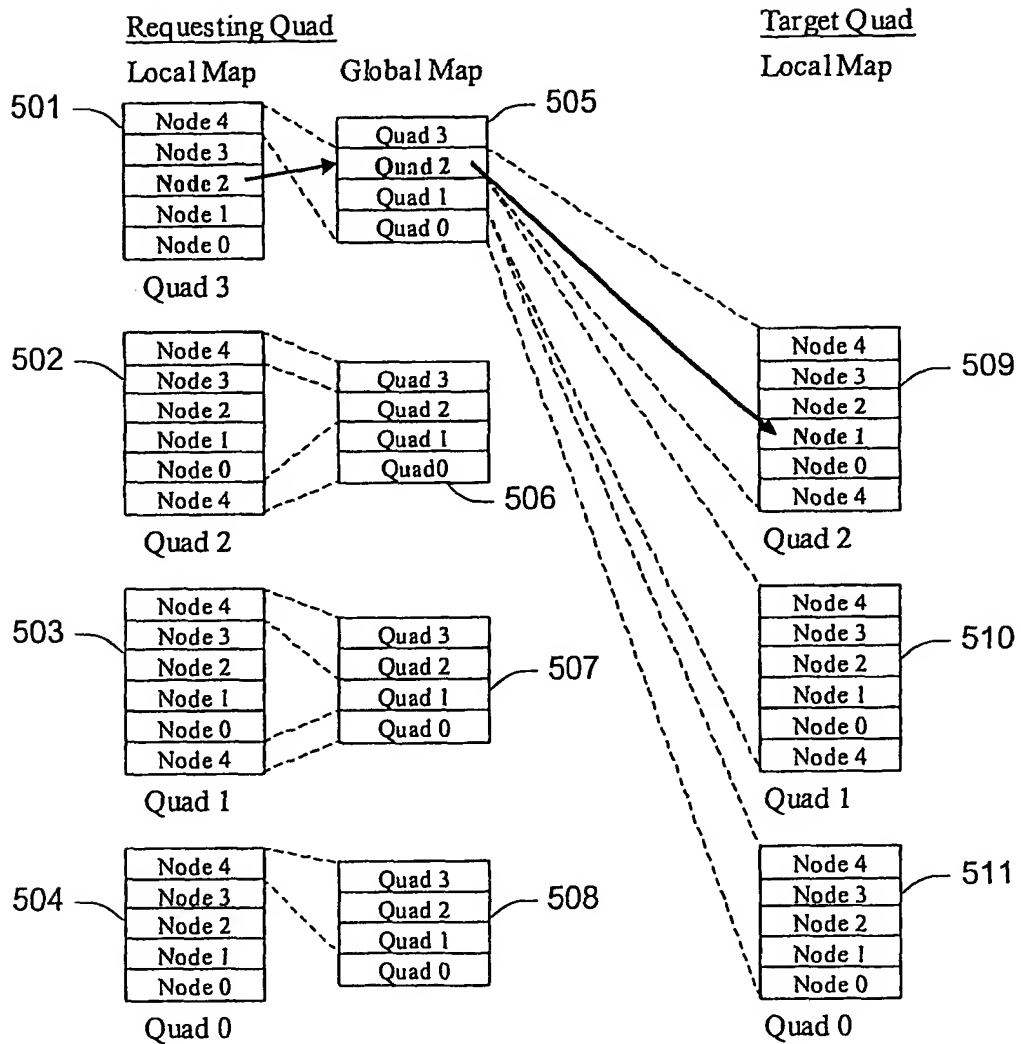 Requesting Quad
Target Quad
Local Map
Global Map
Local Map
501
Node 4
Node 3
Node 2
Node 1
Node 0
Quad 3
505
Quad 3
Quad 2
Quad 1
Quad 0
502
Node 4
Node 3
Node 2
Node 1
Node 0
Node 4
Quad 2
Quad 3
Quad 2
Quad 1
Quad0
506
Node 4
Node 3
Node 2
Node 1
Node 0
Node 4
509
Quad 2
503
Node 4
Node 3
Node 2
Node 1
Node 0
Node 4
Quad 1
Quad 3
Quad 2
Quad 1
Quad 0
507
Node 4
Node 3
Node 2
Node 1
Node 0
Node 4
510
Quad 1
504
Node 4
Node 3
Node 2
Node 1
Node 0
Quad 0
Quad 3
Quad 2
Quad 1
Quad 0
508
Node 4
Node 3
Node 2
Node 1
Node 0
511
Quad 0